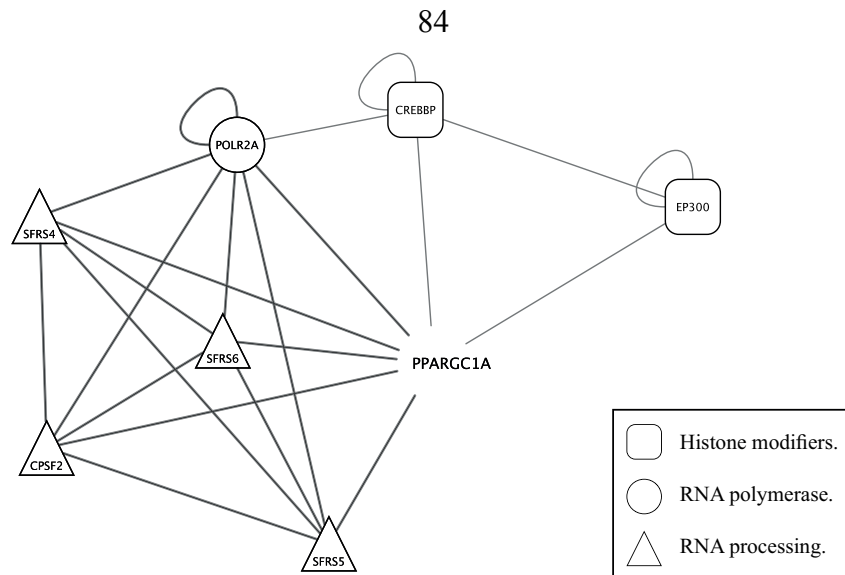 84
CREBBP
POLR2A
EP300
SFRS4
SFRS6
PPARGC1A
CPSF2
SFRS5
Histone modifiers.
RNA polymerase.
RNA processing.